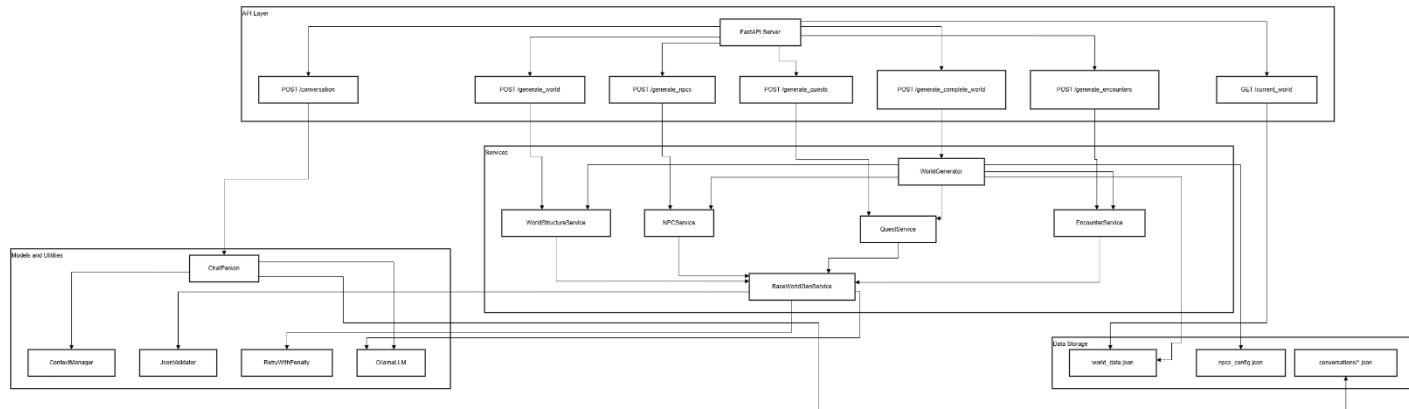 API Layer
FastAPI Server
POST /conversation
POST /generate_world
POST /generate_npcs
POST /generate_quests
POST /generate_complete_world
POST /generate_encounters
GET /current_world
Services
WorldGenerator
WorldStructureService
NPCService
QuestService
EncounterService
BaseWorldGenService
Models and Utilities
ChatPerson
ContextManager
JsonValidator
RetryWithPenalty
OllamaLLM
Data Storage
world_data.json
npcs_config.json
conversations/*.json